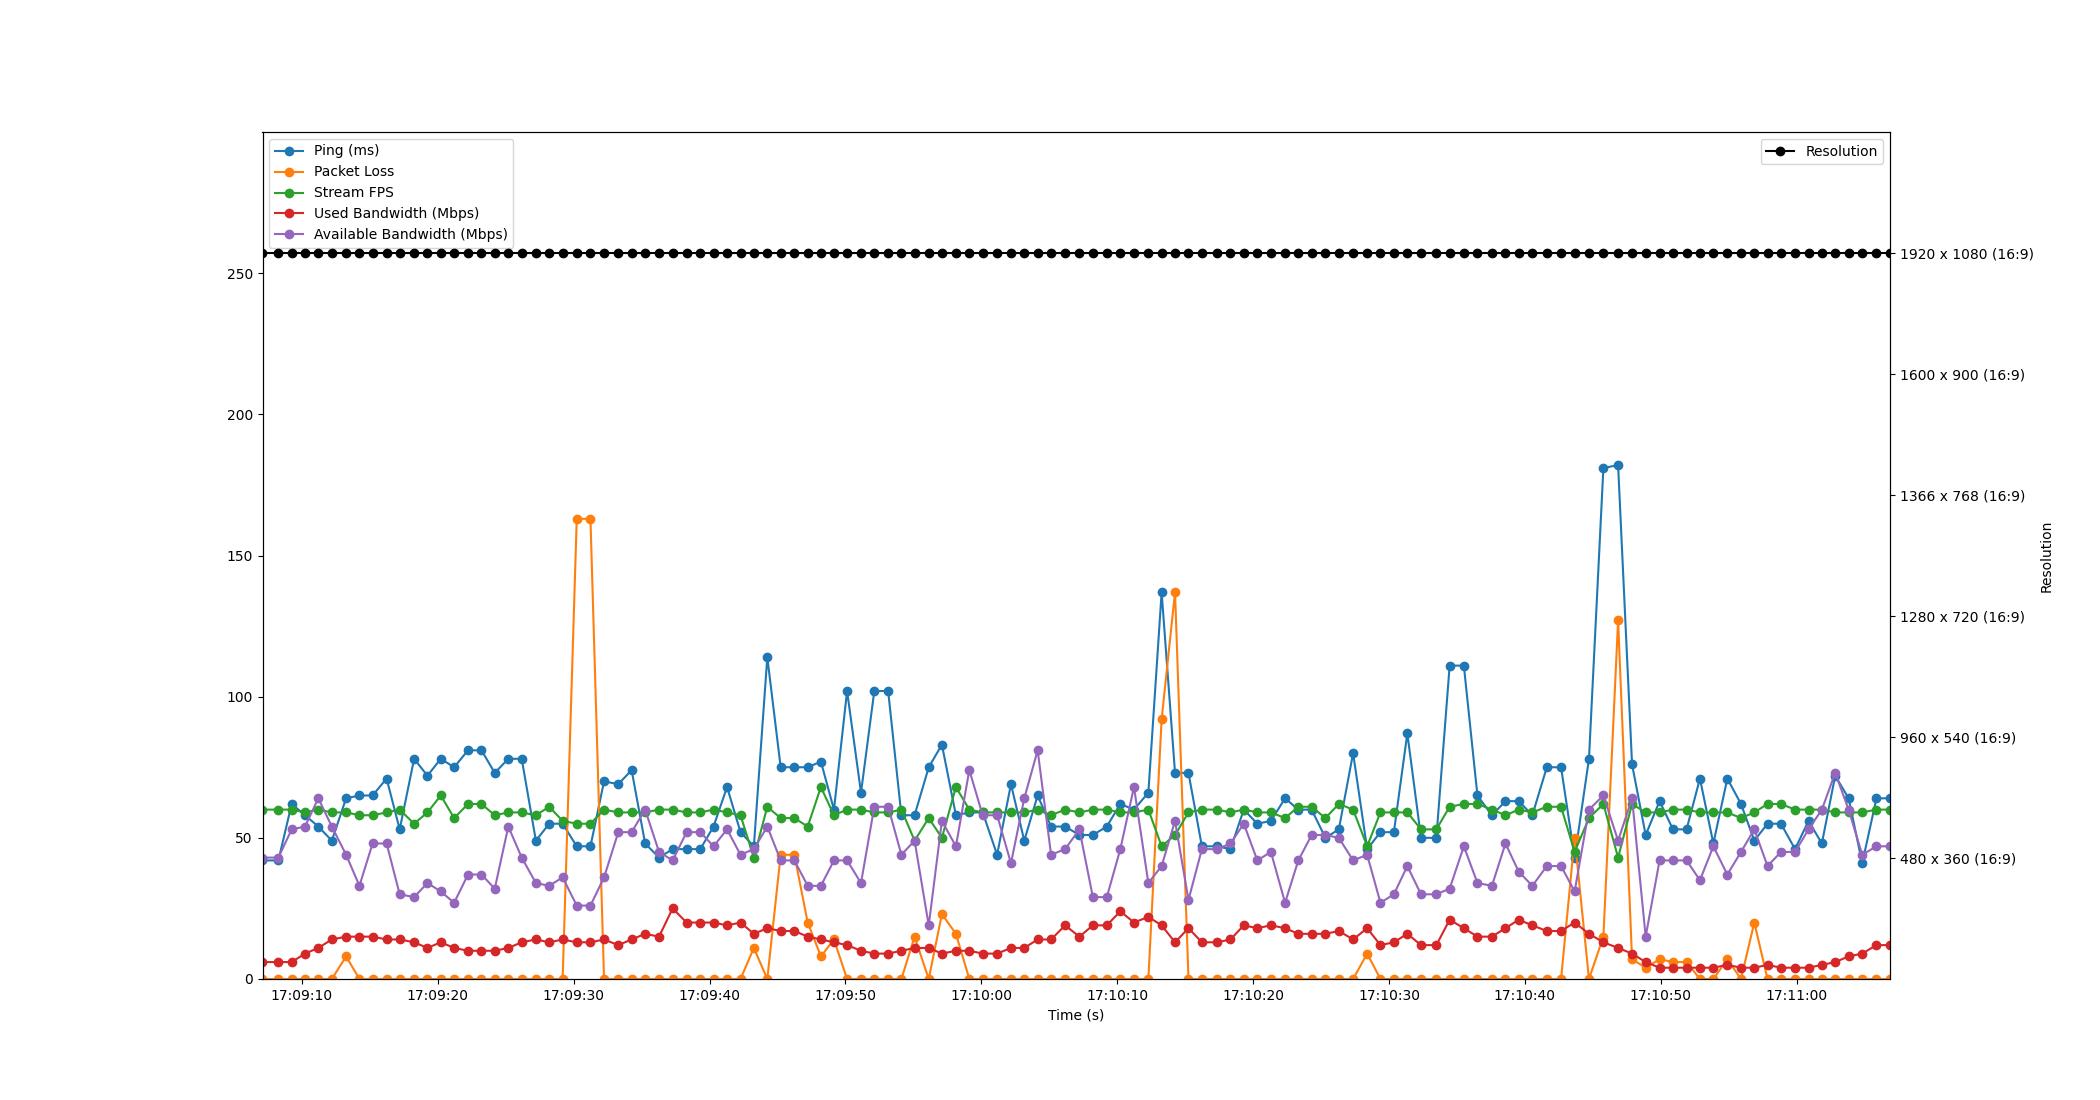 Ping (ms)
Packet Loss
Stream FPS
Used Bandwidth (Mbps)
Available Bandwidth (Mbps)
Resolution
250
200
150
100
50
0
1920 x 1080 (16:9)
1600 x 900 (16:9)
1366 x 768 (16:9)
1280 x 720 (16:9)
960 x 540 (16:9)
480 x 360 (16:9)
Resolution
17:09:10 17:09:20 17:09:30 17:09:40 17:09:50 17:10:00 17:10:10 17:10:20 17:10:30 17:10:40 17:10:50 17:11:00
Time (s)